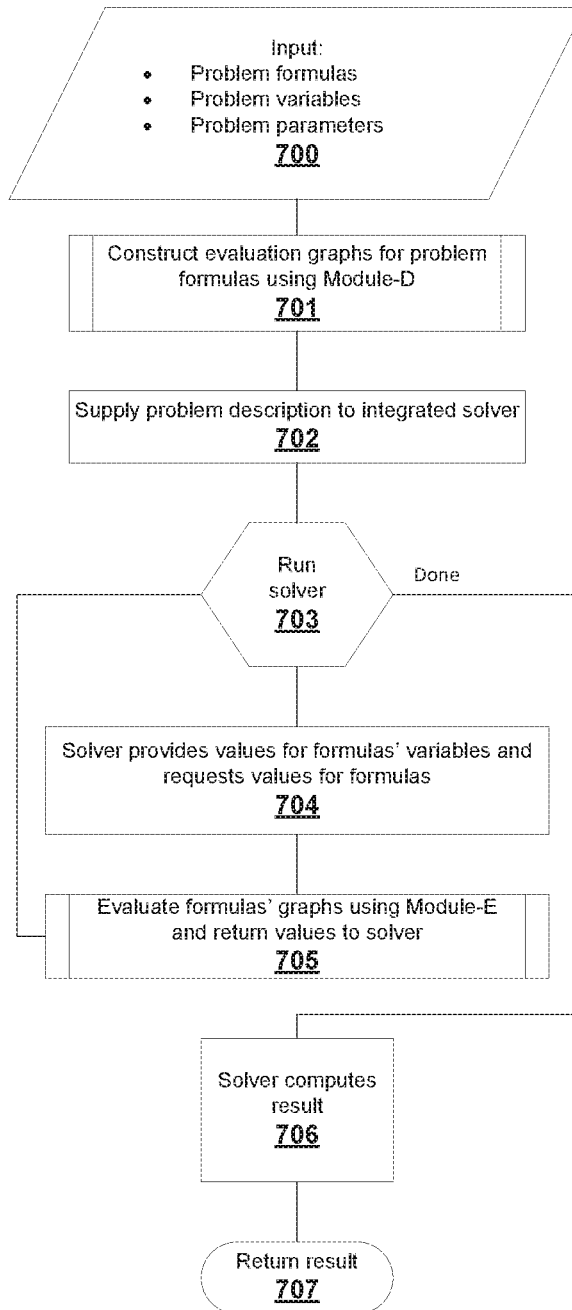 Input:
• Problem formulas
• Problem variables
• Problem parameters
700
Construct evaluation graphs for problem
formulas using Module-D
701
Supply problem description to integrated solver
702
Run
solver
703
Done
Solver provides values for formulas' variables and
requests values for formulas
704
Evaluate formulas' graphs using Module-E
and return values to solver
705
Solver computes
result
706
Return result
707